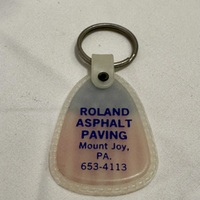 ROLAND
ASPHALT
PAVING
Mount Joy,
PA.
653-4113